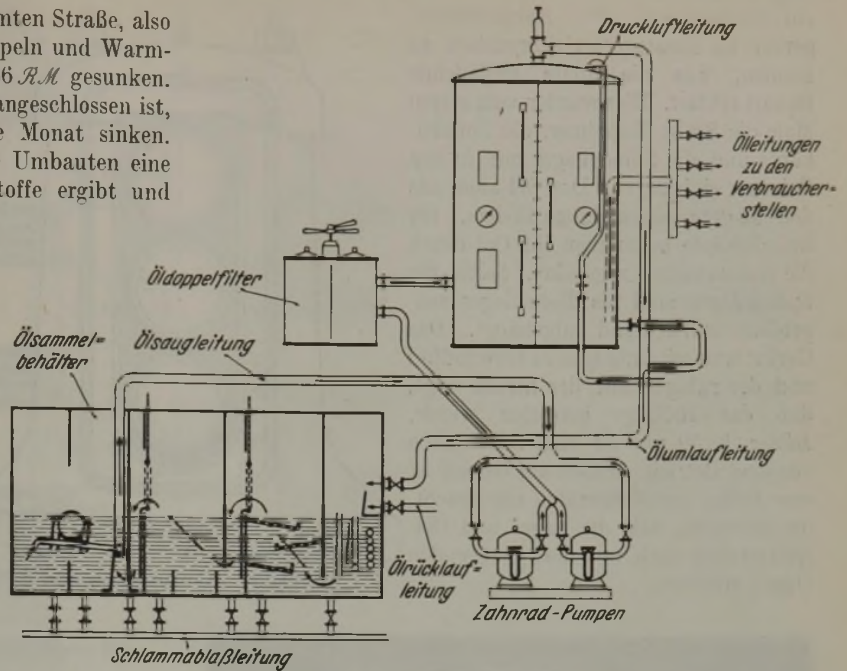 nten Straße, also
peln und Warm-
6 ℛℳ gesunken.
angeschlossen ist,
e Monat sinken.
Umbauten eine
toffe ergibt und
Druckluftleitung
Ölleitungen
zu den
Verbraucher=
stellen
Öldoppelfilter
Ölsammel=
behälter
Ölsaugleitung
Ölumlaufleitung
Ölrücklauf=
leitung
Zahnrad-Pumpen
Schlammablaßleitung